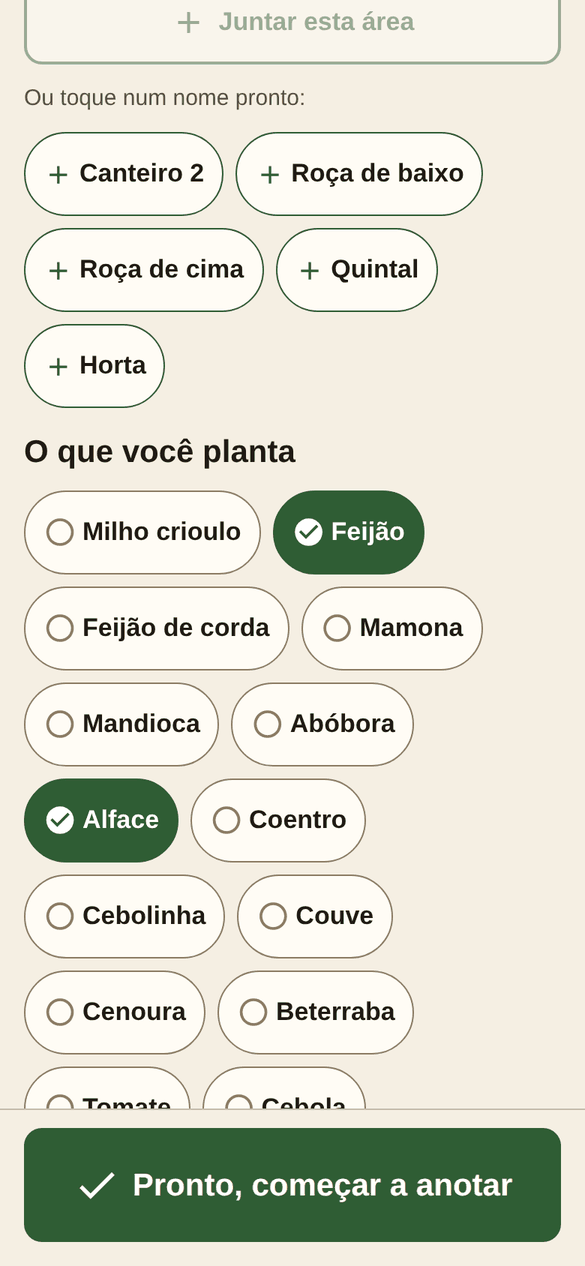 Juntar esta área
Ou toque num nome pronto:
Canteiro 2
Roça de baixo
Roça de cima
Quintal
Horta
O que você planta
Milho crioulo
Feijão
Feijão de corda
Mamona
Mandioca
Abóbora
Alface
Coentro
Cebolinha
Couve
Cenoura
Beterraba
Tomate
Cebola
Pronto, começar a anotar